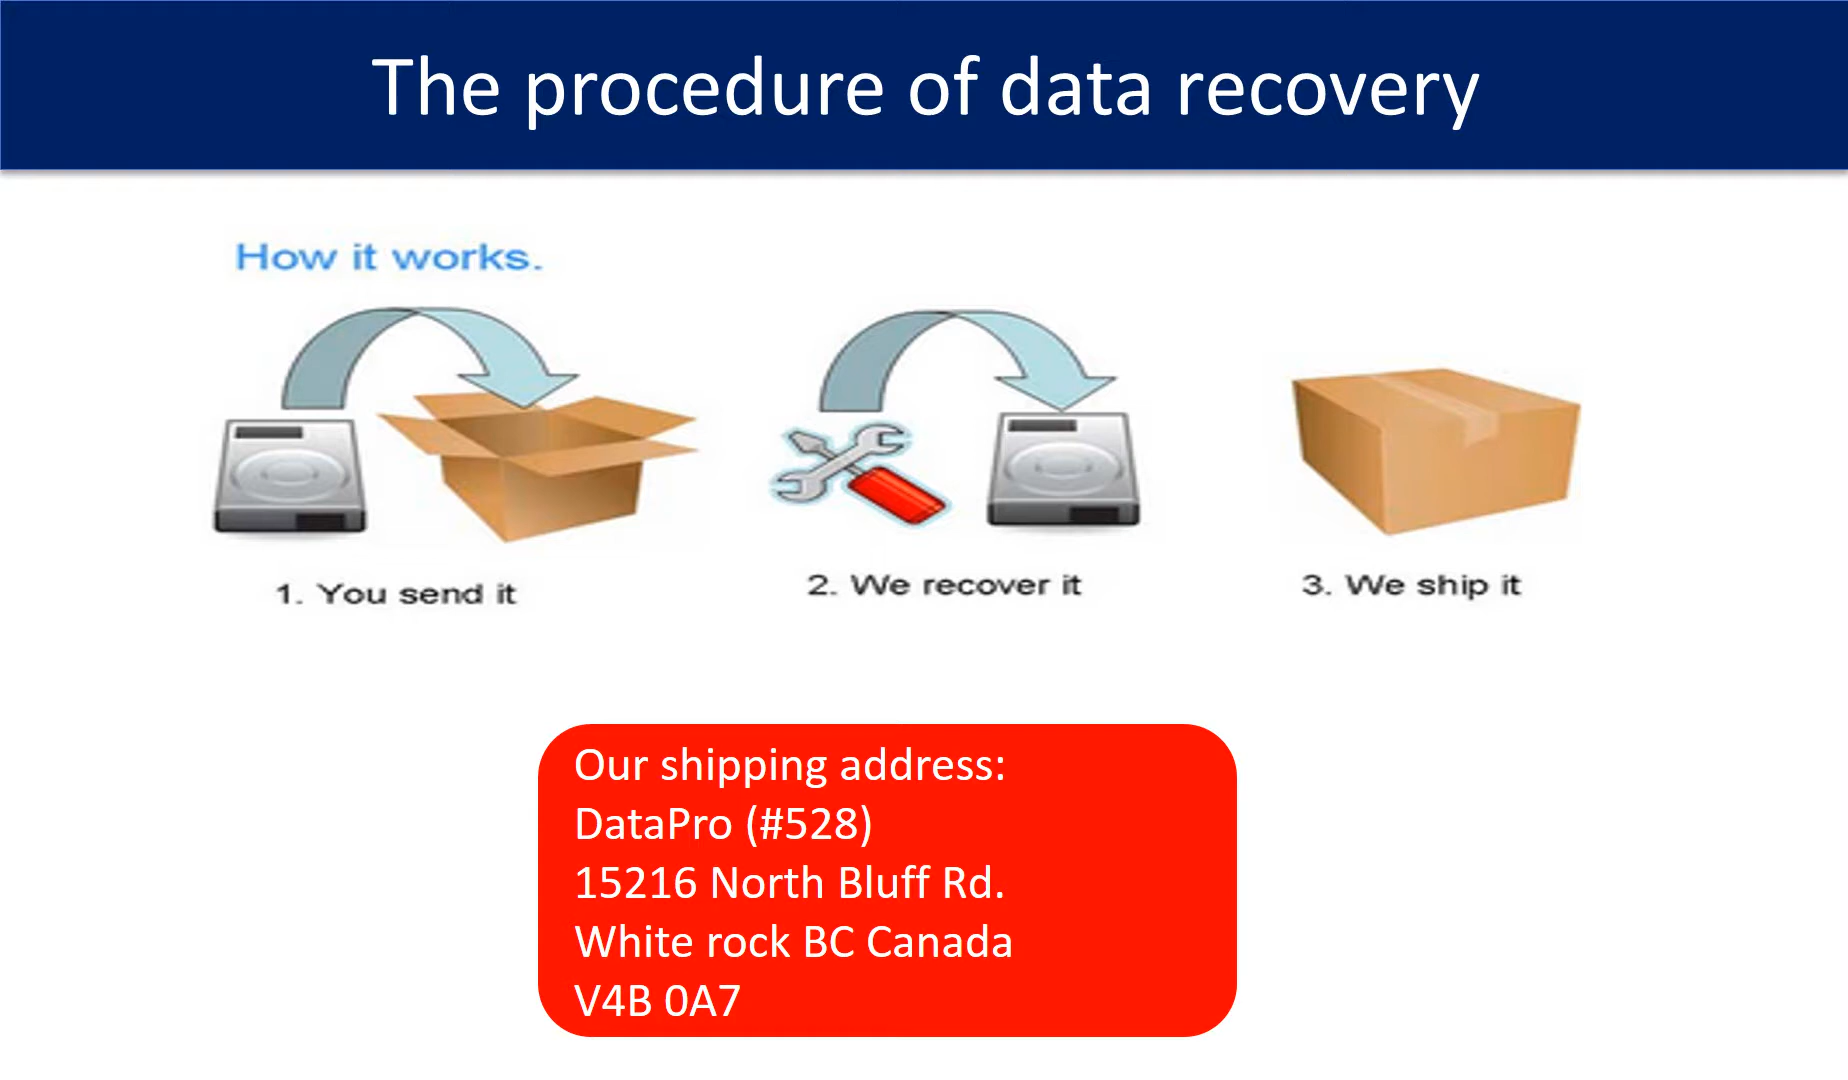 The procedure of data recovery
How it works.
1. You send it
2. We recover it
3. We ship it
Our shipping address:
DataPro (#528)
15216 North Bluff Rd.
White rock BC Canada
V4B 0A7